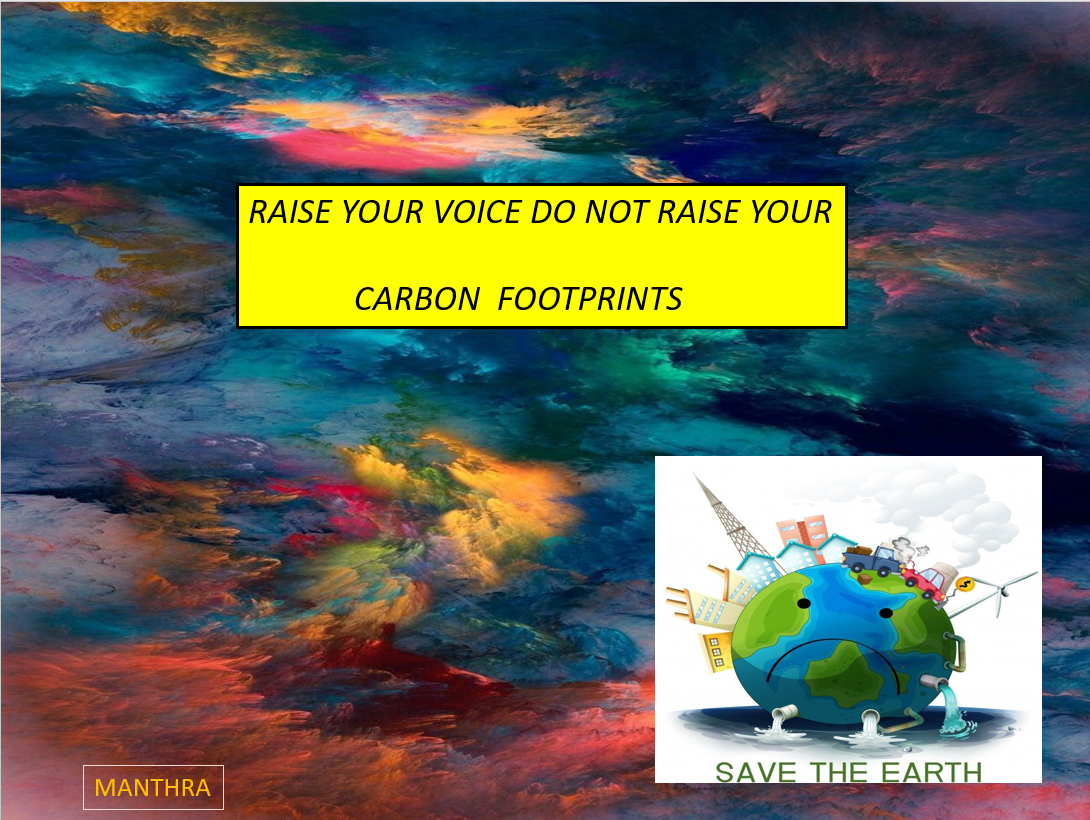 RAISE YOUR VOICE DO NOT RAISE YOUR
CARBON FOOTPRINTS
SAVE THE EARTH
MANTHRA